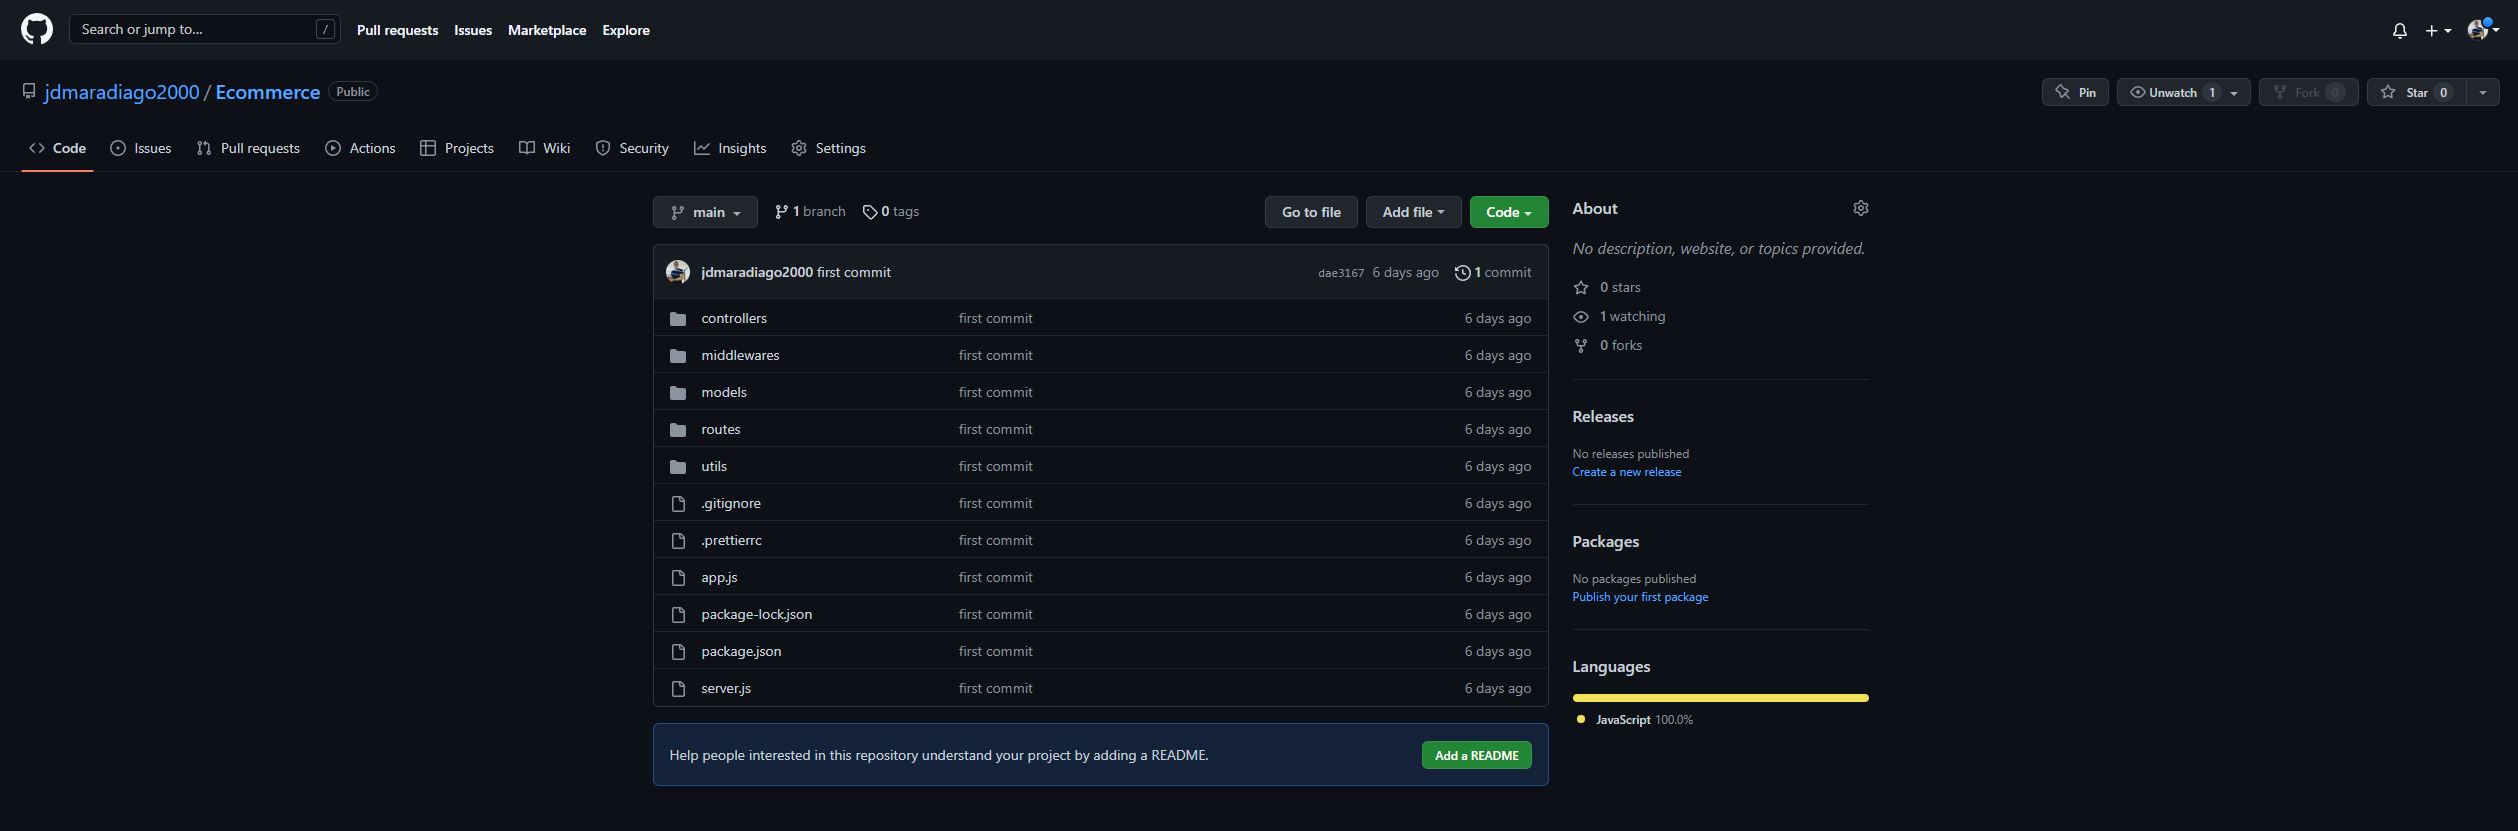 Search or jump to... / Pull requests Issues Marketplace Explore
jdmaradiago2000 / Ecommerce Public Pin Unwatch 1 Fork 0 Star 0
Code Issues Pull requests Actions Projects Wiki Security Insights Settings
main 1 branch 0 tags Go to file Add file Code
jdmaradiago2000 first commit dae3167 6 days ago 1 commit
controllers first commit 6 days ago
middlewares first commit 6 days ago
models first commit 6 days ago
routes first commit 6 days ago
utils first commit 6 days ago
.gitignore first commit 6 days ago
.prettierrc first commit 6 days ago
app.js first commit 6 days ago
package-lock.json first commit 6 days ago
package.json first commit 6 days ago
server.js first commit 6 days ago
Help people interested in this repository understand your project by adding a README. Add a README
About
No description, website, or topics provided.
0 stars
1 watching
0 forks
Releases
No releases published
Create a new release
Packages
No packages published
Publish your first package
Languages
JavaScript 100.0%